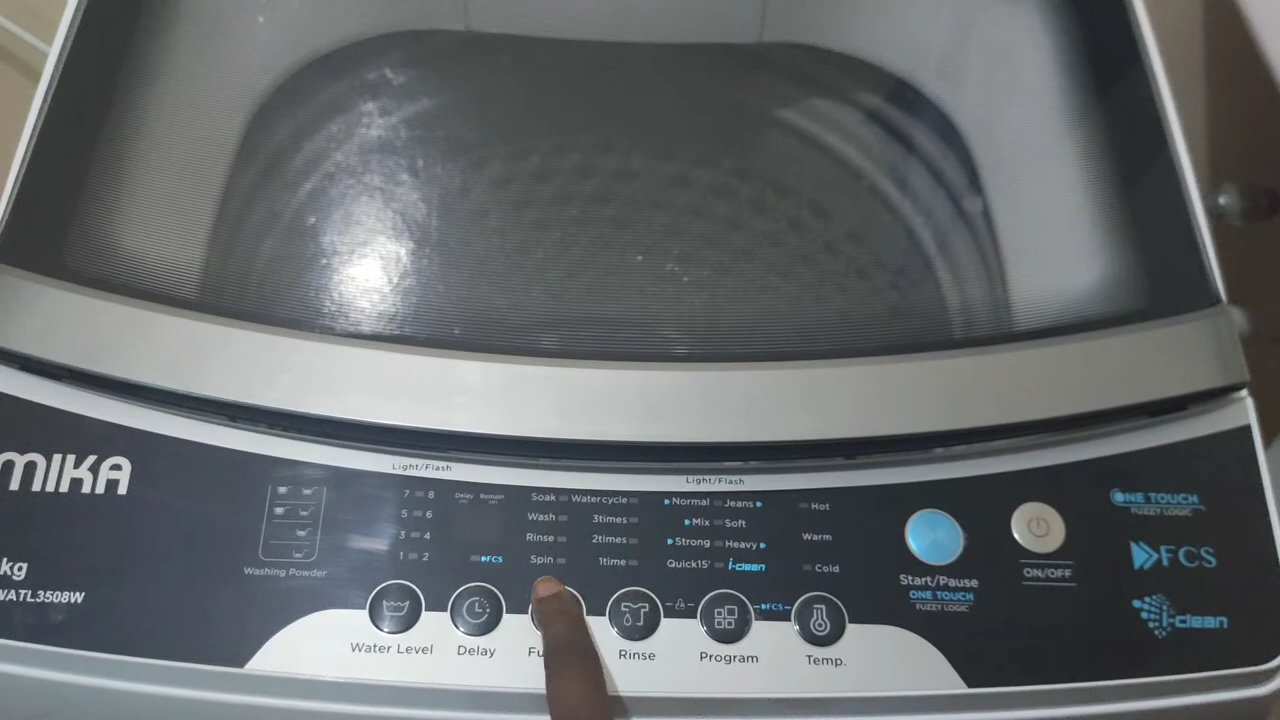 MIKA
kg
WATL3508W
Washing Powder
Light/Flash
7 8
5 6
3 4
1 2
Delay Remain
(H) (H)
FCS
Soak Watercycle
Wash 3times
Rinse 2times
Spin 1time
Light/Flash
Normal Jeans
Mix Soft
Strong Heavy
Quick15' i-clean
Hot
Warm
Cold
Water Level
Delay
Fu
Rinse
Program
FCS
Temp.
Start/Pause
ONE TOUCH
FUZZY LOGIC
ON/OFF
ONE TOUCH
FUZZY LOGIC
FCS
i-clean